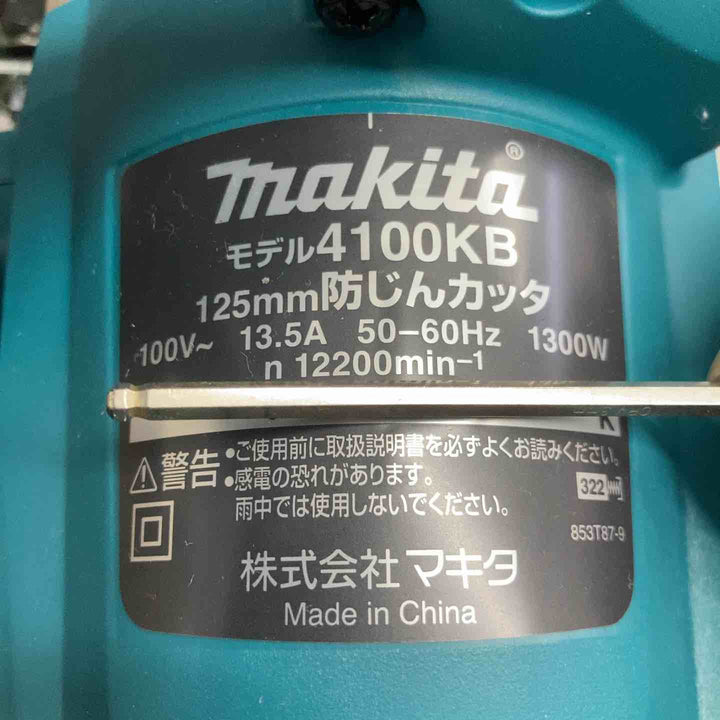 makita®
モデル4100KB
125mm防じんカッタ
100V~ 13.5A 50-60Hz 1300W
n 12200min-1
K
警告 •ご使用前に取扱説明書を必ずよくお読みください。
•感電の恐れがあります。
雨中では使用しないでください。
322
853T87-9
株式会社マキタ
Made in China